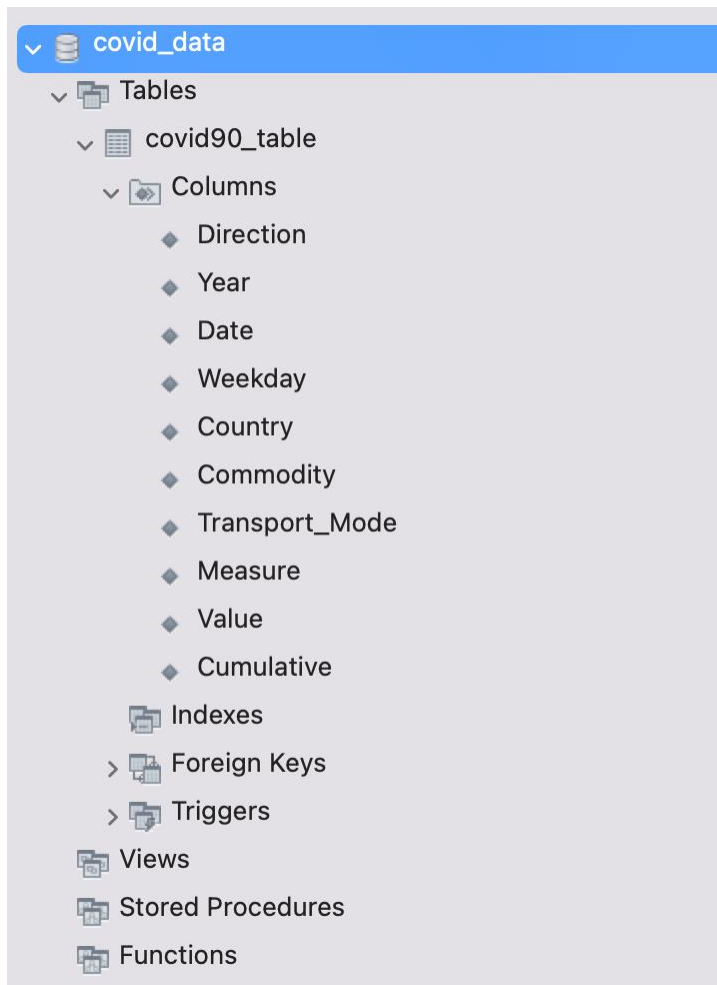 covid_data
Tables
covid90_table
Columns
Direction
Year
Date
Weekday
Country
Commodity
Transport_Mode
Measure
Value
Cumulative
Indexes
Foreign Keys
Triggers
Views
Stored Procedures
Functions